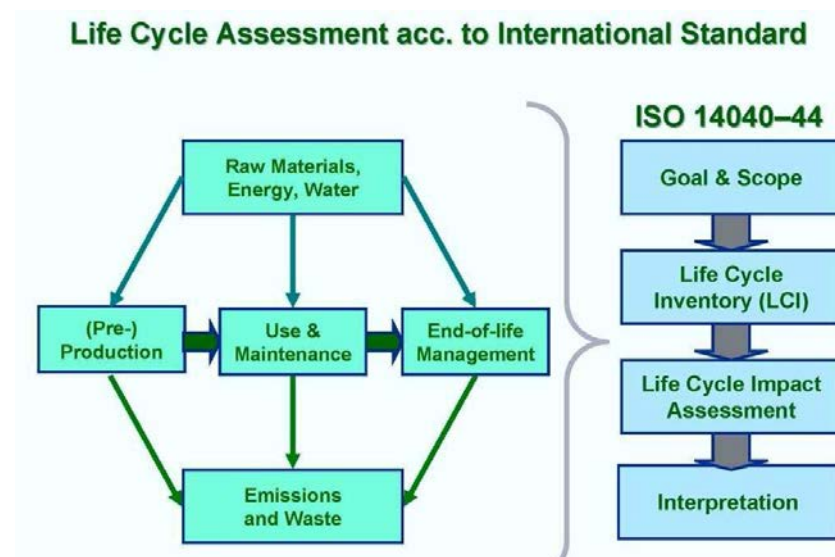 Life Cycle Assessment acc. to International Standard
ISO 14040–44
Raw Materials,
Energy, Water
(Pre-)
Production
Use &
Maintenance
End-of-life
Management
Emissions
and Waste
Goal & Scope
Life Cycle
Inventory (LCI)
Life Cycle Impact
Assessment
Interpretation